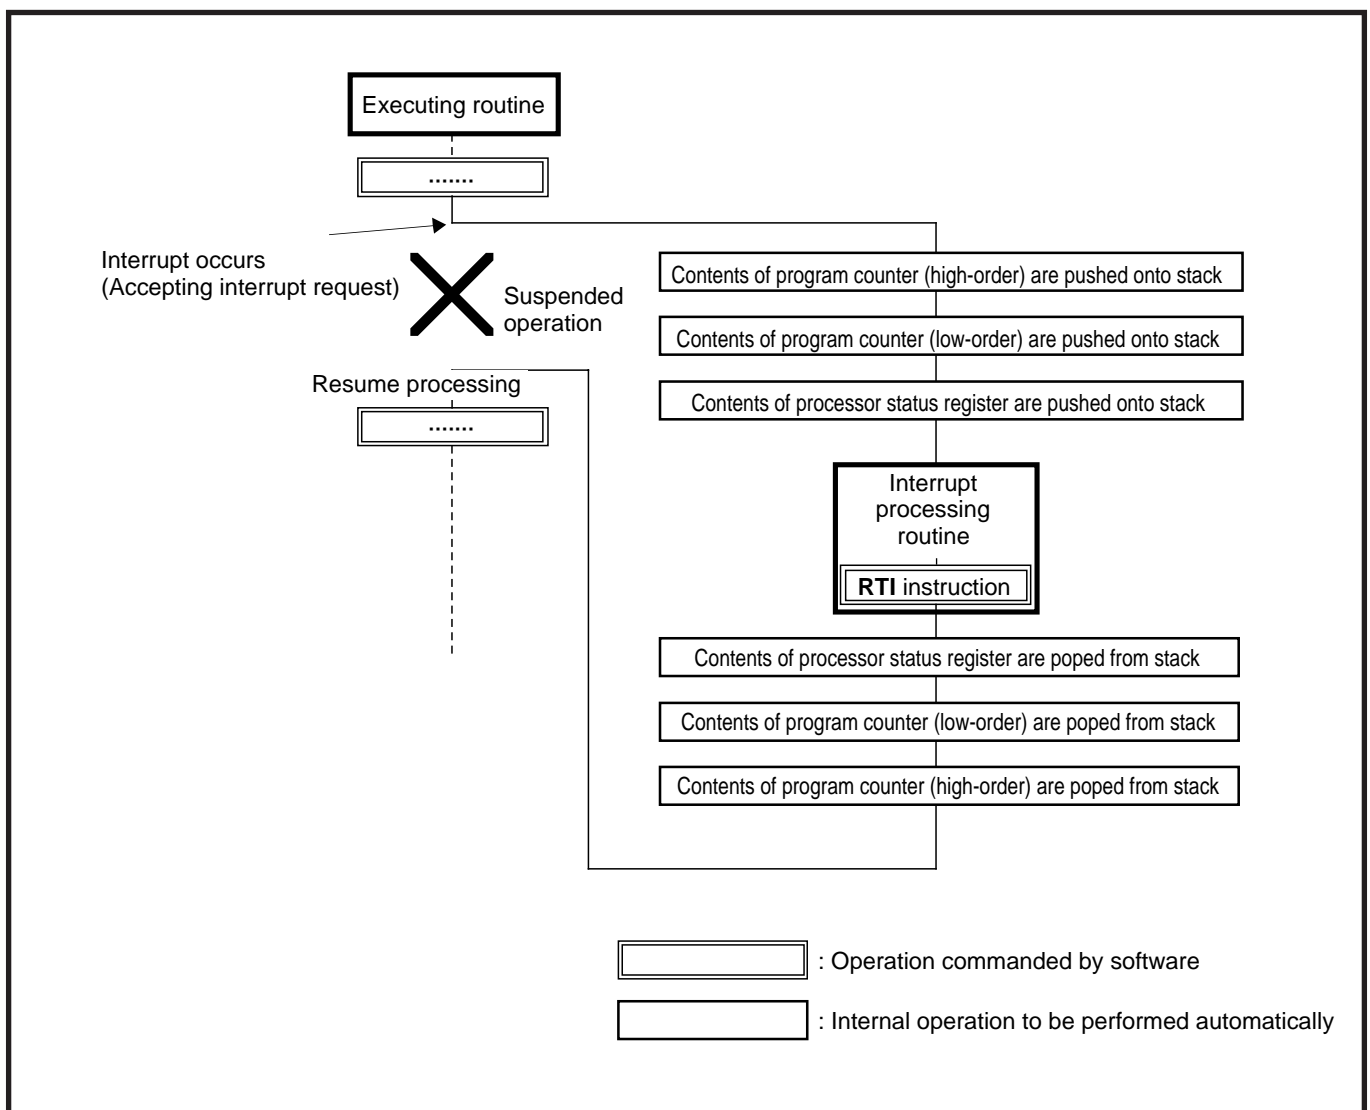 Executing routine
.......
Interrupt occurs
(Accepting interrupt request)
Suspended
operation
Contents of program counter (high-order) are pushed onto stack
Contents of program counter (low-order) are pushed onto stack
Contents of processor status register are pushed onto stack
Resume processing
.......
Interrupt
processing
routine
RTI instruction
Contents of processor status register are poped from stack
Contents of program counter (low-order) are poped from stack
Contents of program counter (high-order) are poped from stack
: Operation commanded by software
: Internal operation to be performed automatically